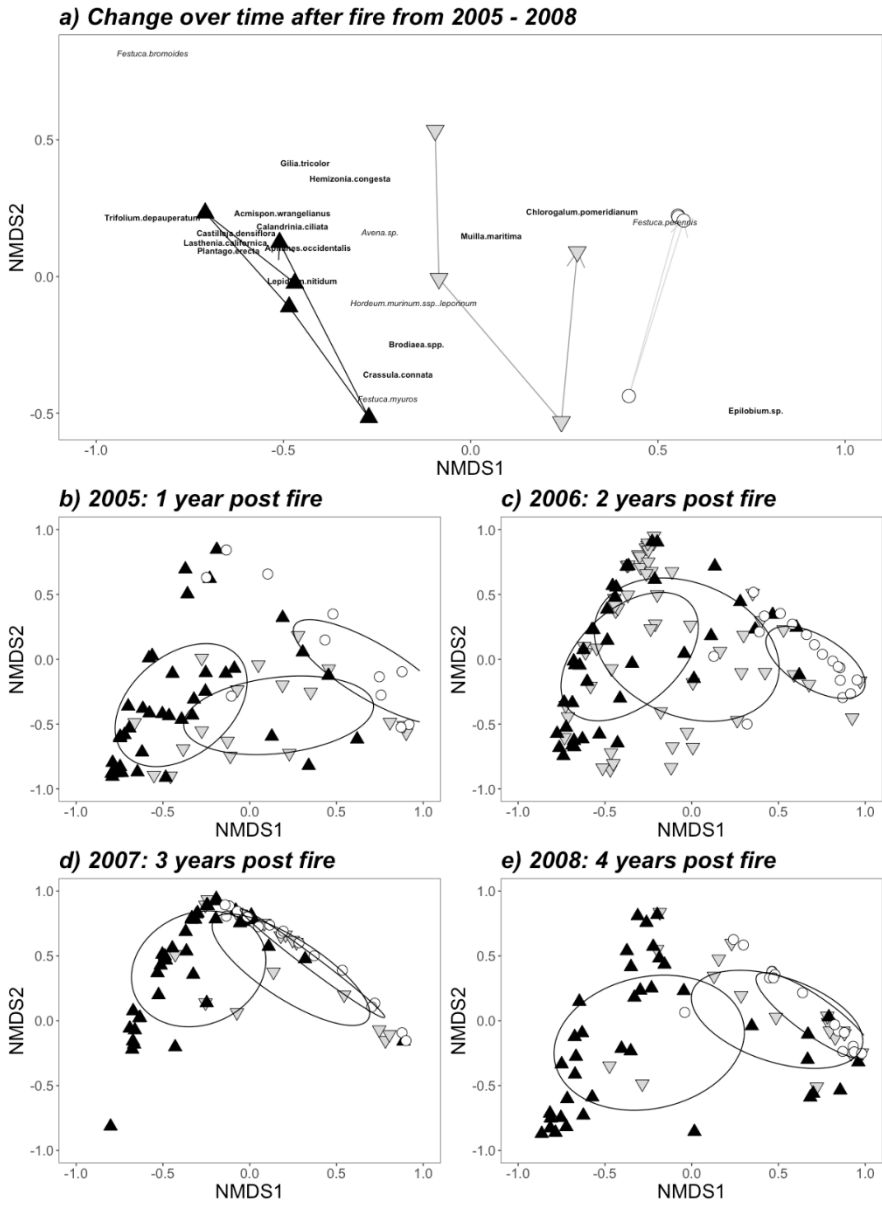 a) Change over time after fire from 2005 - 2008
Festuca.bromoides
Gilia.tricolor
Hemizonia.congesta
Trifolium.depauperatum
Acmispon.wrangelianus
Chlorogalum.pomeridianum
Calandrinia.ciliata
Festuca.perennis
Castilleja.densiflora
Avena.sp.
Muilla.maritima
Lasthenia.californica
Aphanes.occidentalis
Plantago.erecta
Lepidium.nitidum
Hordeum.murinum.ssp..leporinum
Brodiaea.spp.
Crassula.connata
Festuca.myuros
Epilobium.sp.
NMDS2
0.5
0.0
-0.5
-1.0
-0.5
0.0
0.5
1.0
NMDS1
b) 2005: 1 year post fire
NMDS2
1.0
0.5
0.0
-0.5
-1.0
-1.0
-0.5
0.0
0.5
1.0
NMDS1
c) 2006: 2 years post fire
NMDS2
1.0
0.5
0.0
-0.5
-1.0
-1.0
-0.5
0.0
0.5
1.0
NMDS1
d) 2007: 3 years post fire
NMDS2
1.0
0.5
0.0
-0.5
-1.0
-1.0
-0.5
0.0
0.5
1.0
NMDS1
e) 2008: 4 years post fire
NMDS2
1.0
0.5
0.0
-0.5
-1.0
-1.0
-0.5
0.0
0.5
1.0
NMDS1